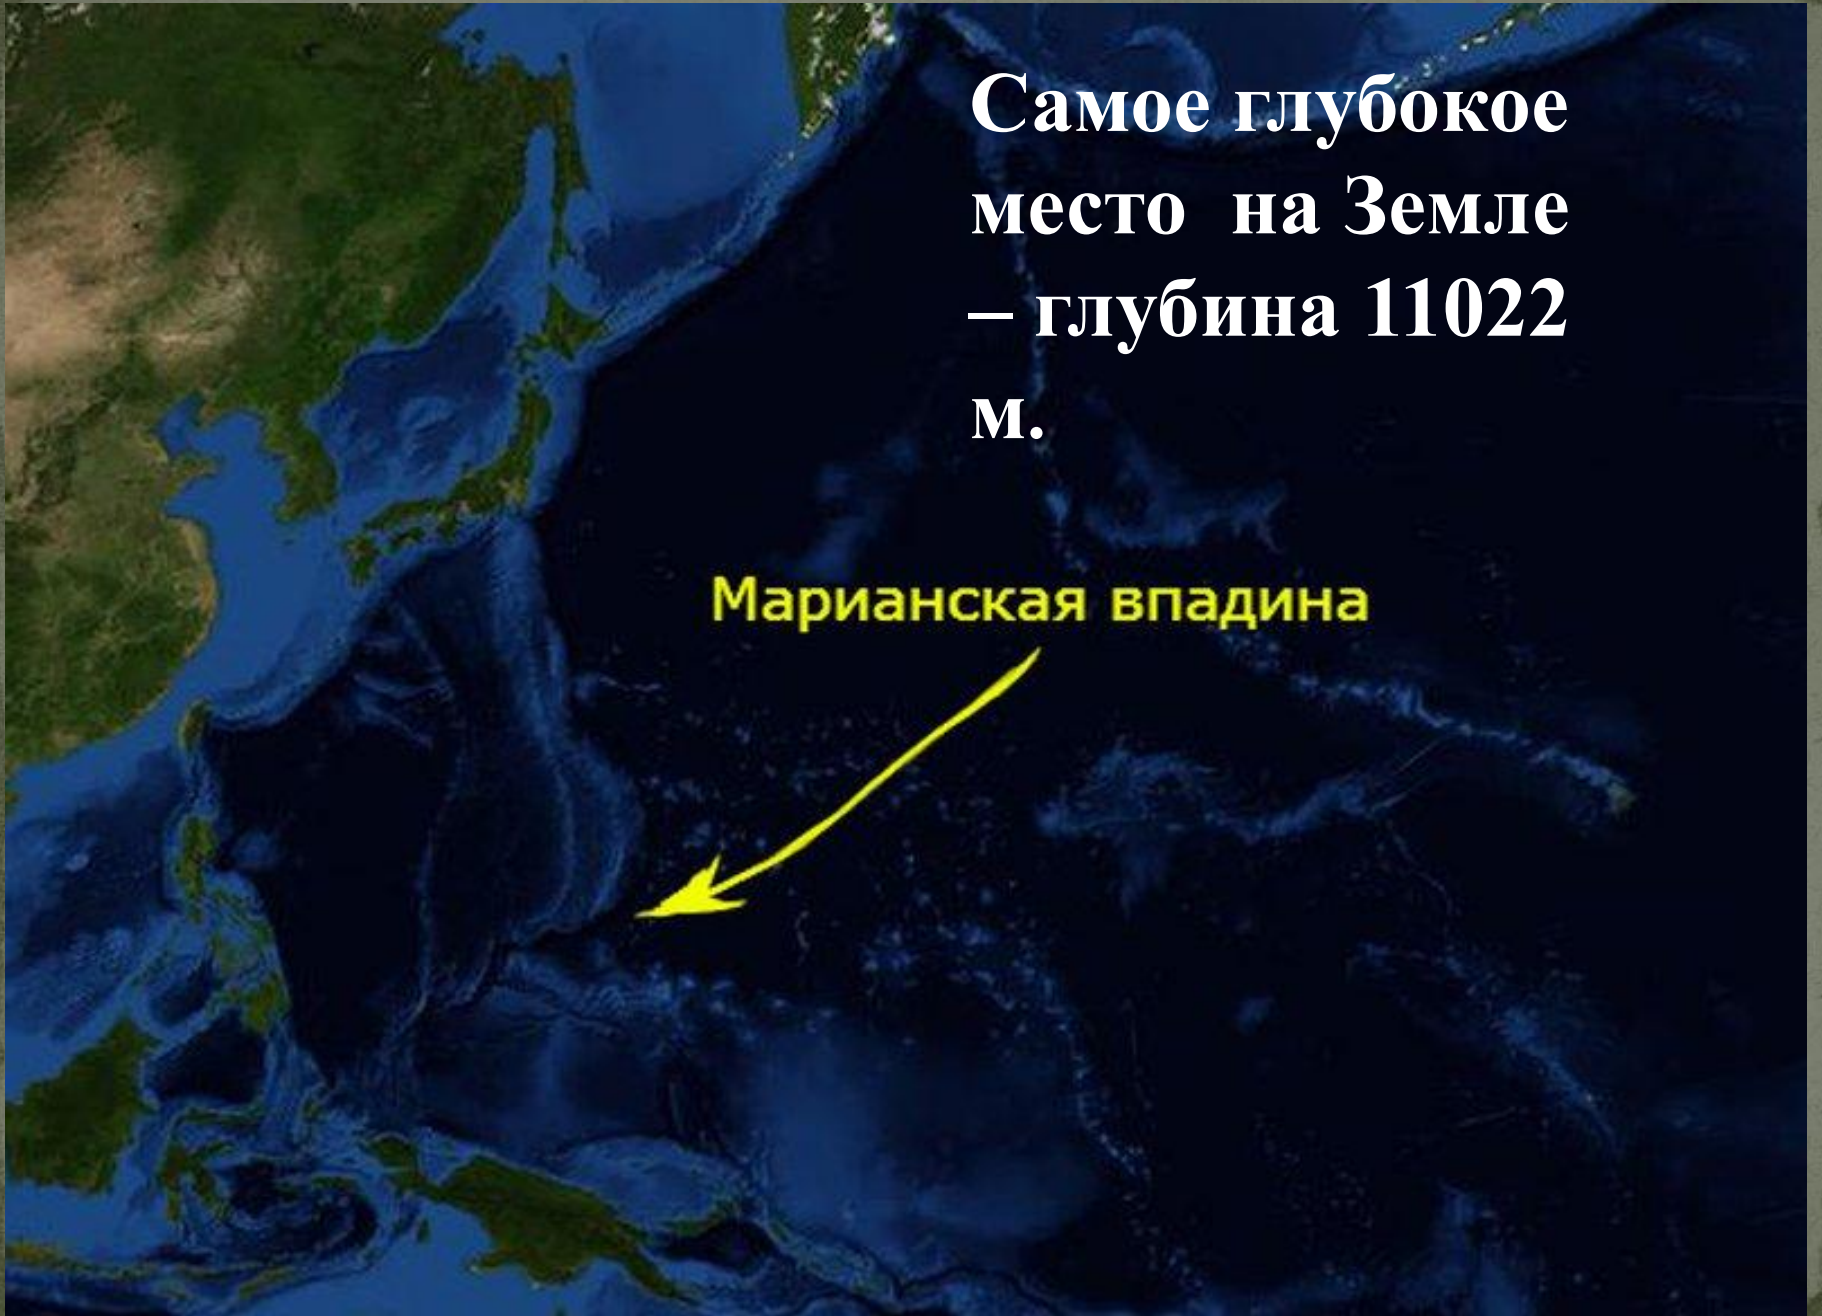 Самое глубокое
место на Земле
– глубина 11022
м.
Марианская впадина